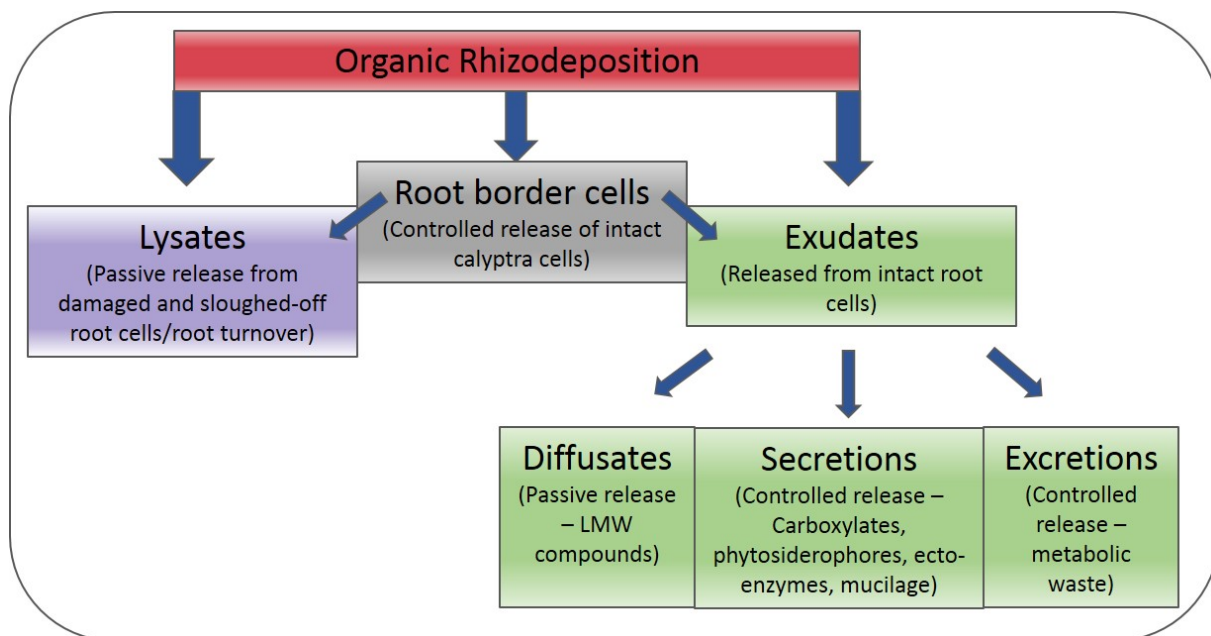 Organic Rhizodeposition
Root border cells
(Controlled release of intact
calyptra cells)
Lysates
(Passive release from
damaged and sloughed-off
root cells/root turnover)
Exudates
(Released from intact root
cells)
Diffusates
(Passive release
– LMW
compounds)
Secretions
(Controlled release –
Carboxylates,
phytosiderophores, ecto-
enzymes, mucilage)
Excretions
(Controlled
release –
metabolic
waste)